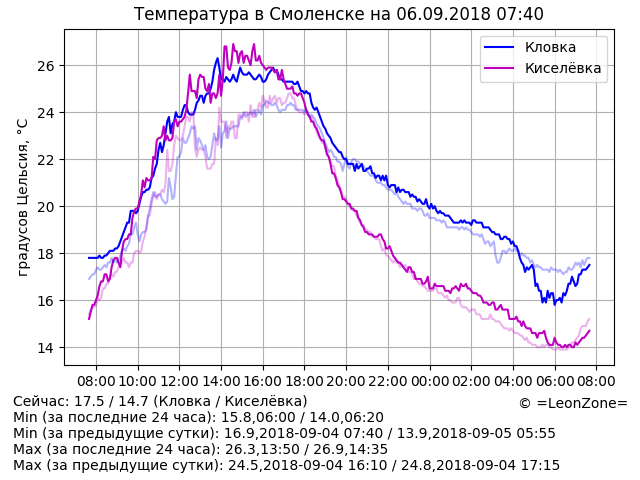 Температура в Смоленске на 06.09.2018 07:40
Кловка
Киселёвка
градусов Цельсия, °C
26
24
22
20
18
16
14
08:00 10:00 12:00 14:00 16:00 18:00 20:00 22:00 00:00 02:00 04:00 06:00 08:00
Сейчас: 17.5 / 14.7 (Кловка / Киселёвка)
© =LeonZone=
Min (за последние 24 часа): 15.8,06:00 / 14.0,06:20
Min (за предыдущие сутки): 16.9,2018-09-04 07:40 / 13.9,2018-09-05 05:55
Max (за последние 24 часа): 26.3,13:50 / 26.9,14:35
Max (за предыдущие сутки): 24.5,2018-09-04 16:10 / 24.8,2018-09-04 17:15